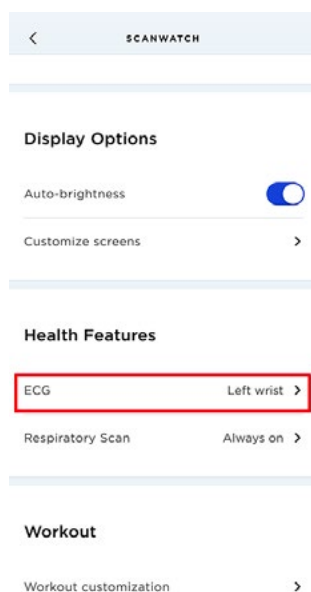 SCANWATCH
Display Options
Auto-brightness
Customize screens
Health Features
ECG Left wrist
Respiratory Scan Always on
Workout
Workout customization